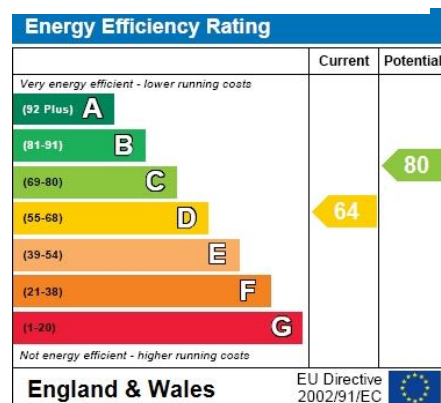 Energy Efficiency Rating
Current Potential
Very energy efficient - lower running costs
(92 Plus) A
(81-91) B
(69-80) C
80
(55-68) D
64
(39-54) E
(21-38) F
(1-20) G
Not energy efficient - higher running costs
England & Wales
EU Directive
2002/91/EC